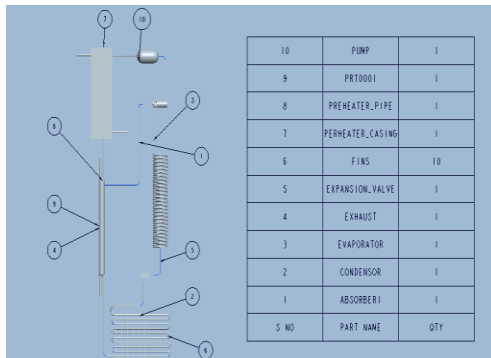 7
10
3
8
1
9
4
5
2
6
10 PUMP 1
9 PRT0001 1
8 PREHEATER_PIPE 1
7 PERHEATER_CASING 1
6 FINS 10
5 EXPANSION_VALVE 1
4 EXHAUST 1
3 EVAPORATOR 1
2 CONDENSOR 1
1 ABSORBER1 1
S NO PART NAME QTY